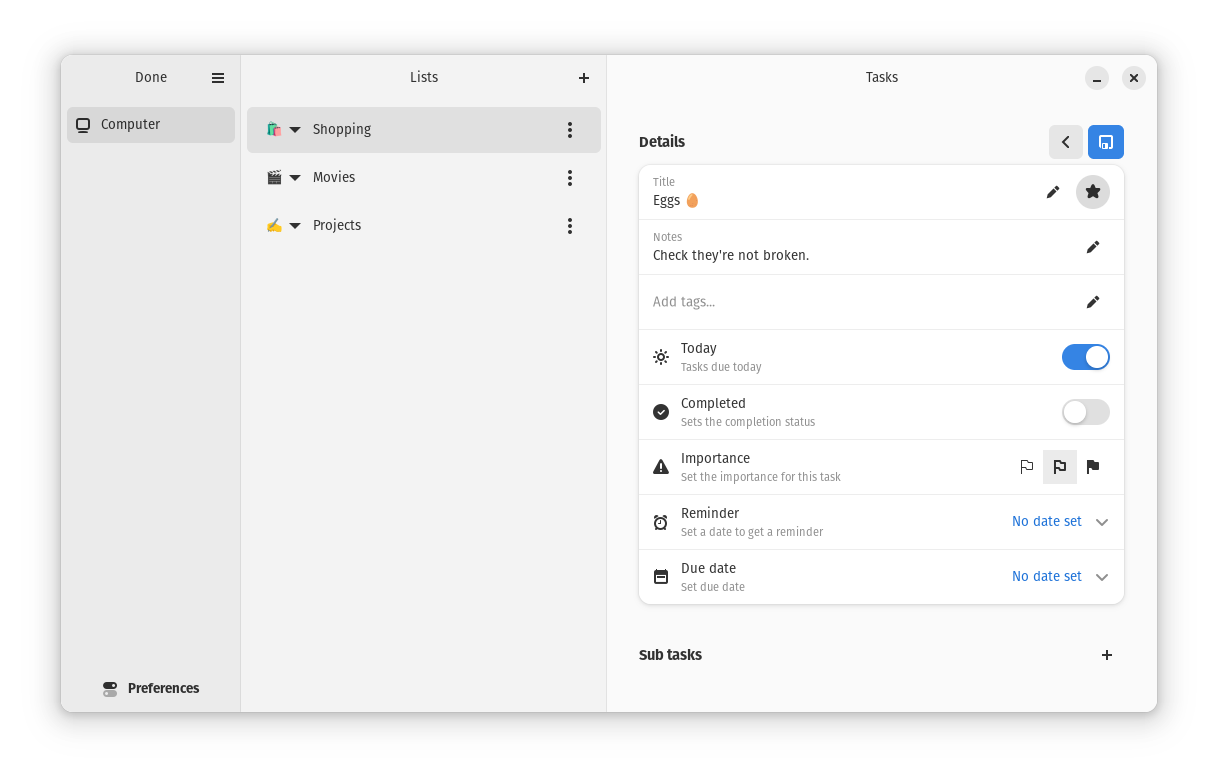 Done
Computer
Preferences
Lists
Shopping
Movies
Projects
Tasks
Details
Title
Eggs 🥚
Notes
Check they're not broken.
Add tags...
Today
Tasks due today
Completed
Sets the completion status
Importance
Set the importance for this task
Reminder
Set a date to get a reminder
No date set
Due date
Set due date
No date set
Sub tasks